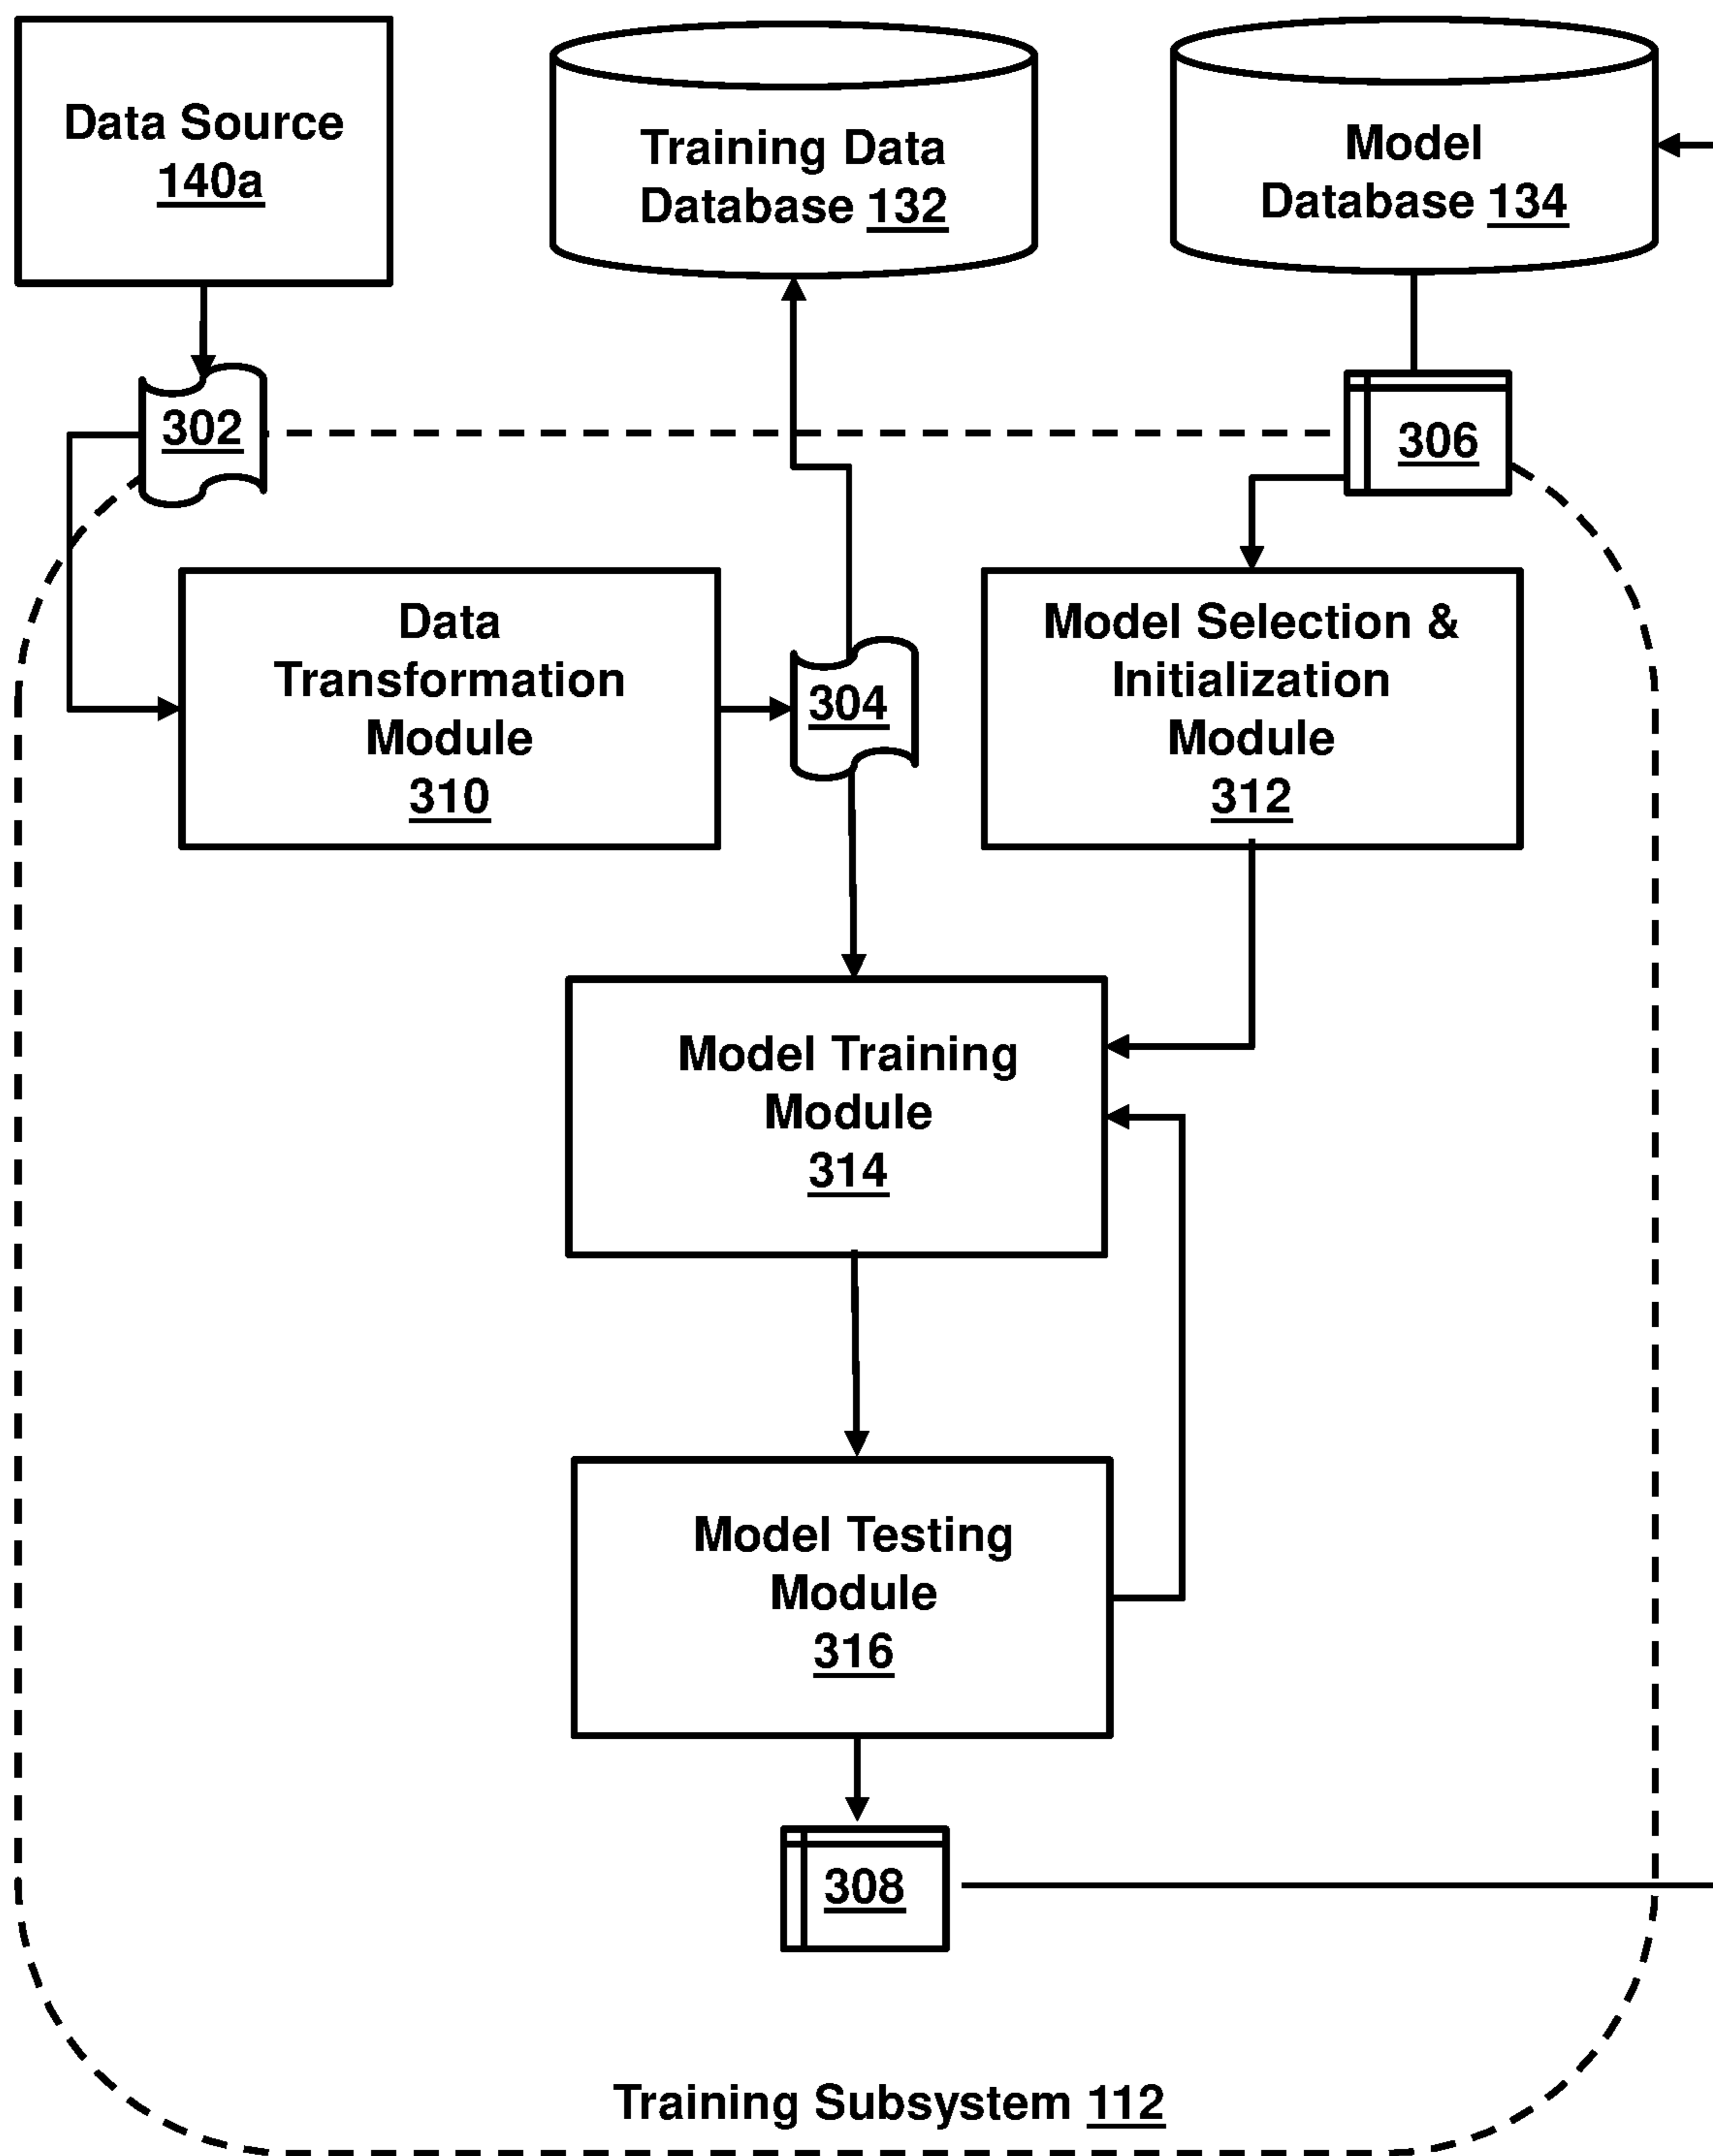 Data Source
140a
Training Data
Database 132
Model
Database 134
302
306
Data
Transformation
Module
310
304
Model Selection &
Initialization
Module
312
Model Training
Module
314
Model Testing
Module
316
308
Training Subsystem 112